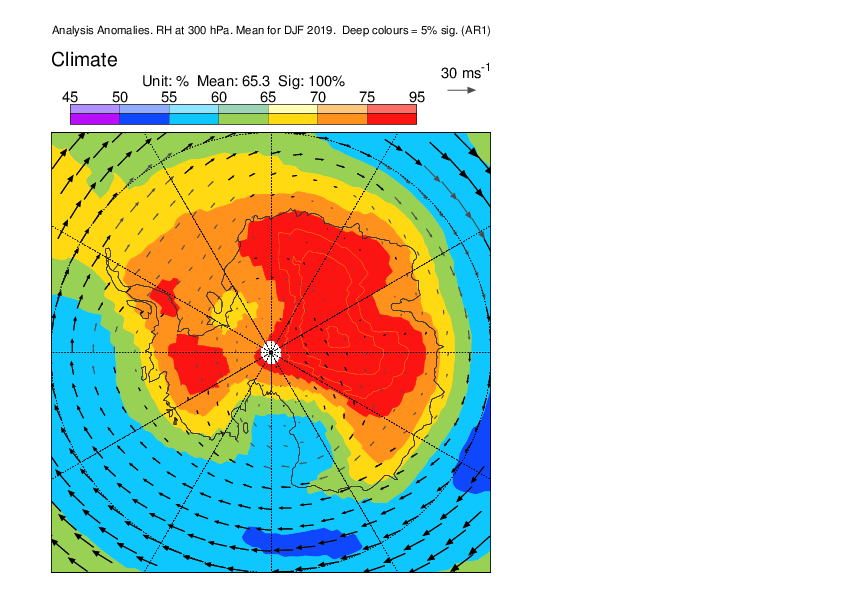 Analysis Anomalies. RH at 300 hPa. Mean for DJF 2019.  Deep colours = 5% sig. (AR1)
Climate
30 ms-1
Unit: %  Mean: 65.3  Sig: 100%
45 50 55 60 65 70 75 95